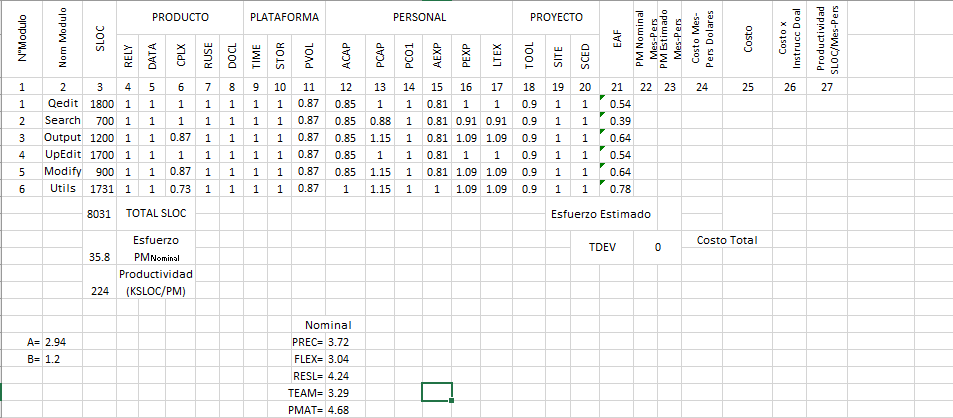 N°Modulo Nom Modulo SLOC PRODUCTO PLATAFORMA PERSONAL PROYECTO EAF PM Nominal Mes-Pers PM Estimado Mes-Pers Costo Mes-Pers Dolares Costo Costo x Instrucc Doal Productividad SLOC/Mes-Pers
RELY DATA CPLX RUSE DOCL TIME STOR PVOL ACAP PCAP PCO1 AEXP PEXP LTEX TOOL SITE SCED
1 2 3 4 5 6 7 8 9 10 11 12 13 14 15 16 17 18 19 20 21 22 23 24 25 26 27
1 Qedit 1800 1 1 1 1 1 1 1 0.87 0.85 1 1 0.81 1 1 0.9 1 1 0.54
2 Search 700 1 1 1 1 1 1 1 0.87 0.85 0.88 1 0.81 0.91 0.91 0.9 1 1 0.39
3 Output 1200 1 1 0.87 1 1 1 1 0.87 0.85 1.15 1 0.81 1.09 1.09 0.9 1 1 0.64
4 UpEdit 1700 1 1 1 1 1 1 1 0.87 0.85 1 1 0.81 1 1 0.9 1 1 0.54
5 Modify 900 1 1 0.87 1 1 1 1 0.87 0.85 1.15 1 0.81 1.09 1.09 0.9 1 1 0.64
6 Utils 1731 1 1 0.73 1 1 1 1 0.87 1 1.15 1 1 1.09 1.09 0.9 1 1 0.78
8031 TOTAL SLOC Esfuerzo Estimado
35.8 Esfuerzo PMNominal TDEV 0 Costo Total
224 Productividad (KSLOC/PM)
Nominal
A= 2.94 PREC= 3.72
B= 1.2 FLEX= 3.04
RESL= 4.24
TEAM= 3.29
PMAT= 4.68